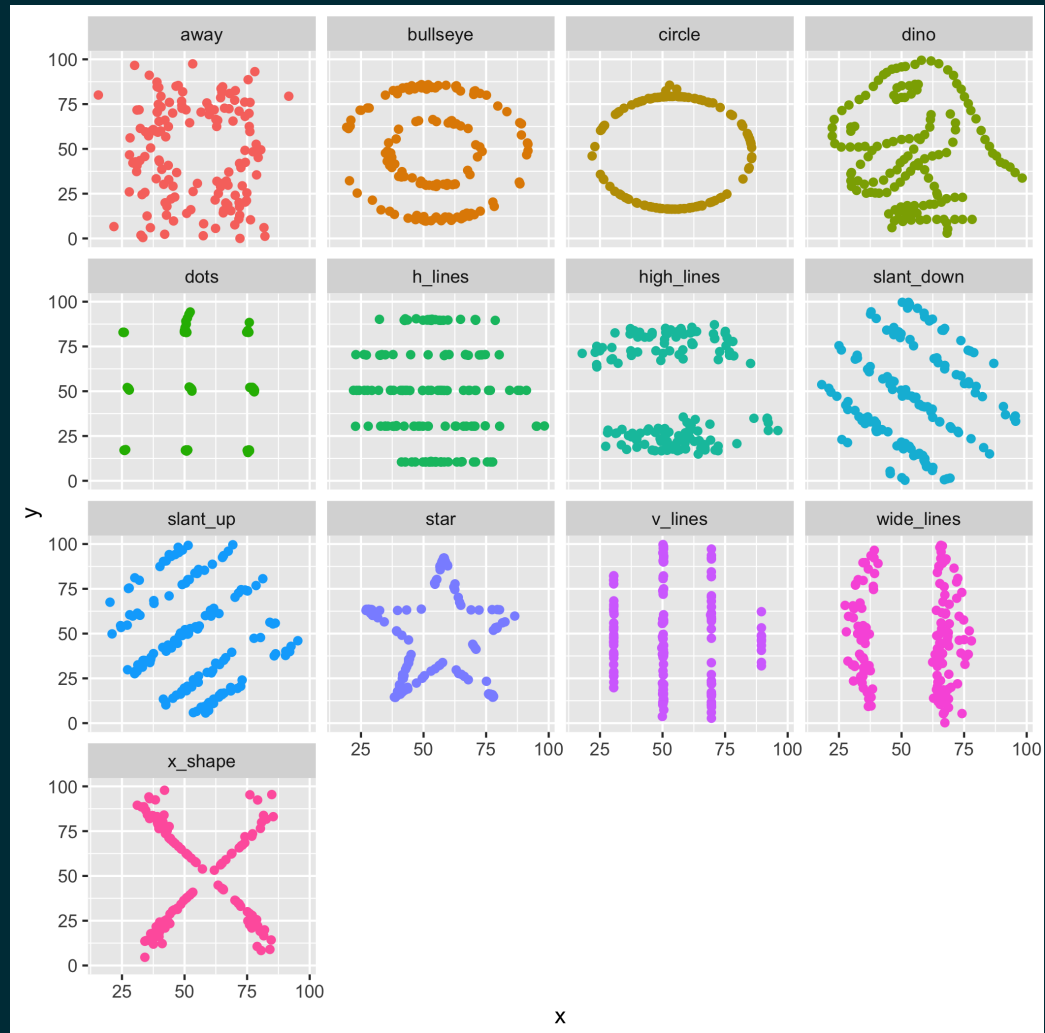 away bullseye circle dino
100
75
50
25
0
dots h_lines high_lines slant_down
100
75
50
25
0
y
slant_up star v_lines wide_lines
100
75
50
25
0
25 50 75 100 25 50 75 100 25 50 75 100
x_shape
100
75
50
25
0
25 50 75 100
x